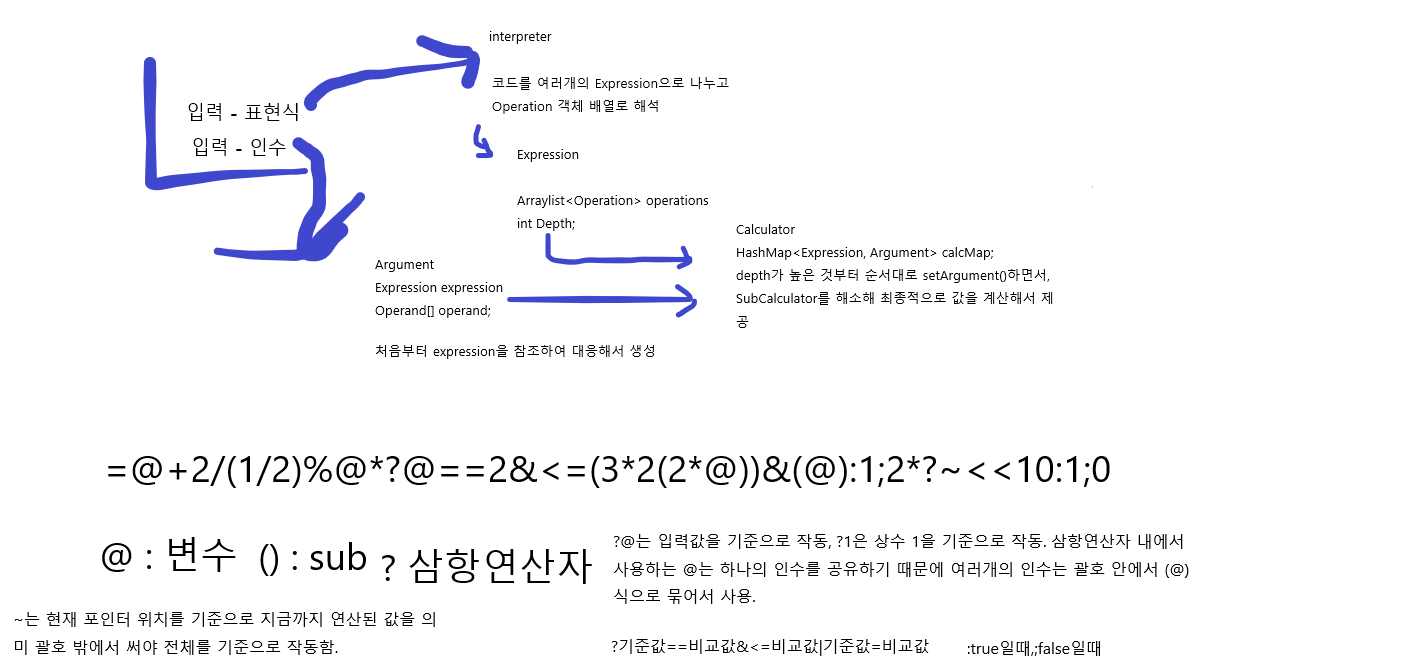 interpreter
코드를 여러개의 Expression으로 나누고
Operation 객체 배열로 해석
입력 - 표현식
입력 - 인수
Expression
Arraylist<Operation> operations
int Depth;
Calculator
HashMap<Expression, Argument> calcMap;
depth가 높은 것부터 순서대로 setArgument()하면서,
SubCalculator를 해소해 최종적으로 값을 계산해서 제
공
Argument
Expression expression
Operand[] operand;
처음부터 expression을 참조하여 대응해서 생성
=@+2/(1/2)%@*?@==2&<=(3*2(2*@))&(@):1;2*?~<<10:1;0
@ : 변수 () : sub ? 삼항연산자
?@는 입력값을 기준으로 작동, ?1은 상수 1을 기준으로 작동. 삼항연산자 내에서
사용하는 @는 하나의 인수를 공유하기 때문에 여러개의 인수는 괄호 안에서 (@)
식으로 묶어서 사용.
~는 현재 포인터 위치를 기준으로 지금까지 연산된 값을 의
미 괄호 밖에서 써야 전체를 기준으로 작동함.
?기준값==비교값&<=비교값|기준값=비교값 :true일때,;false일때